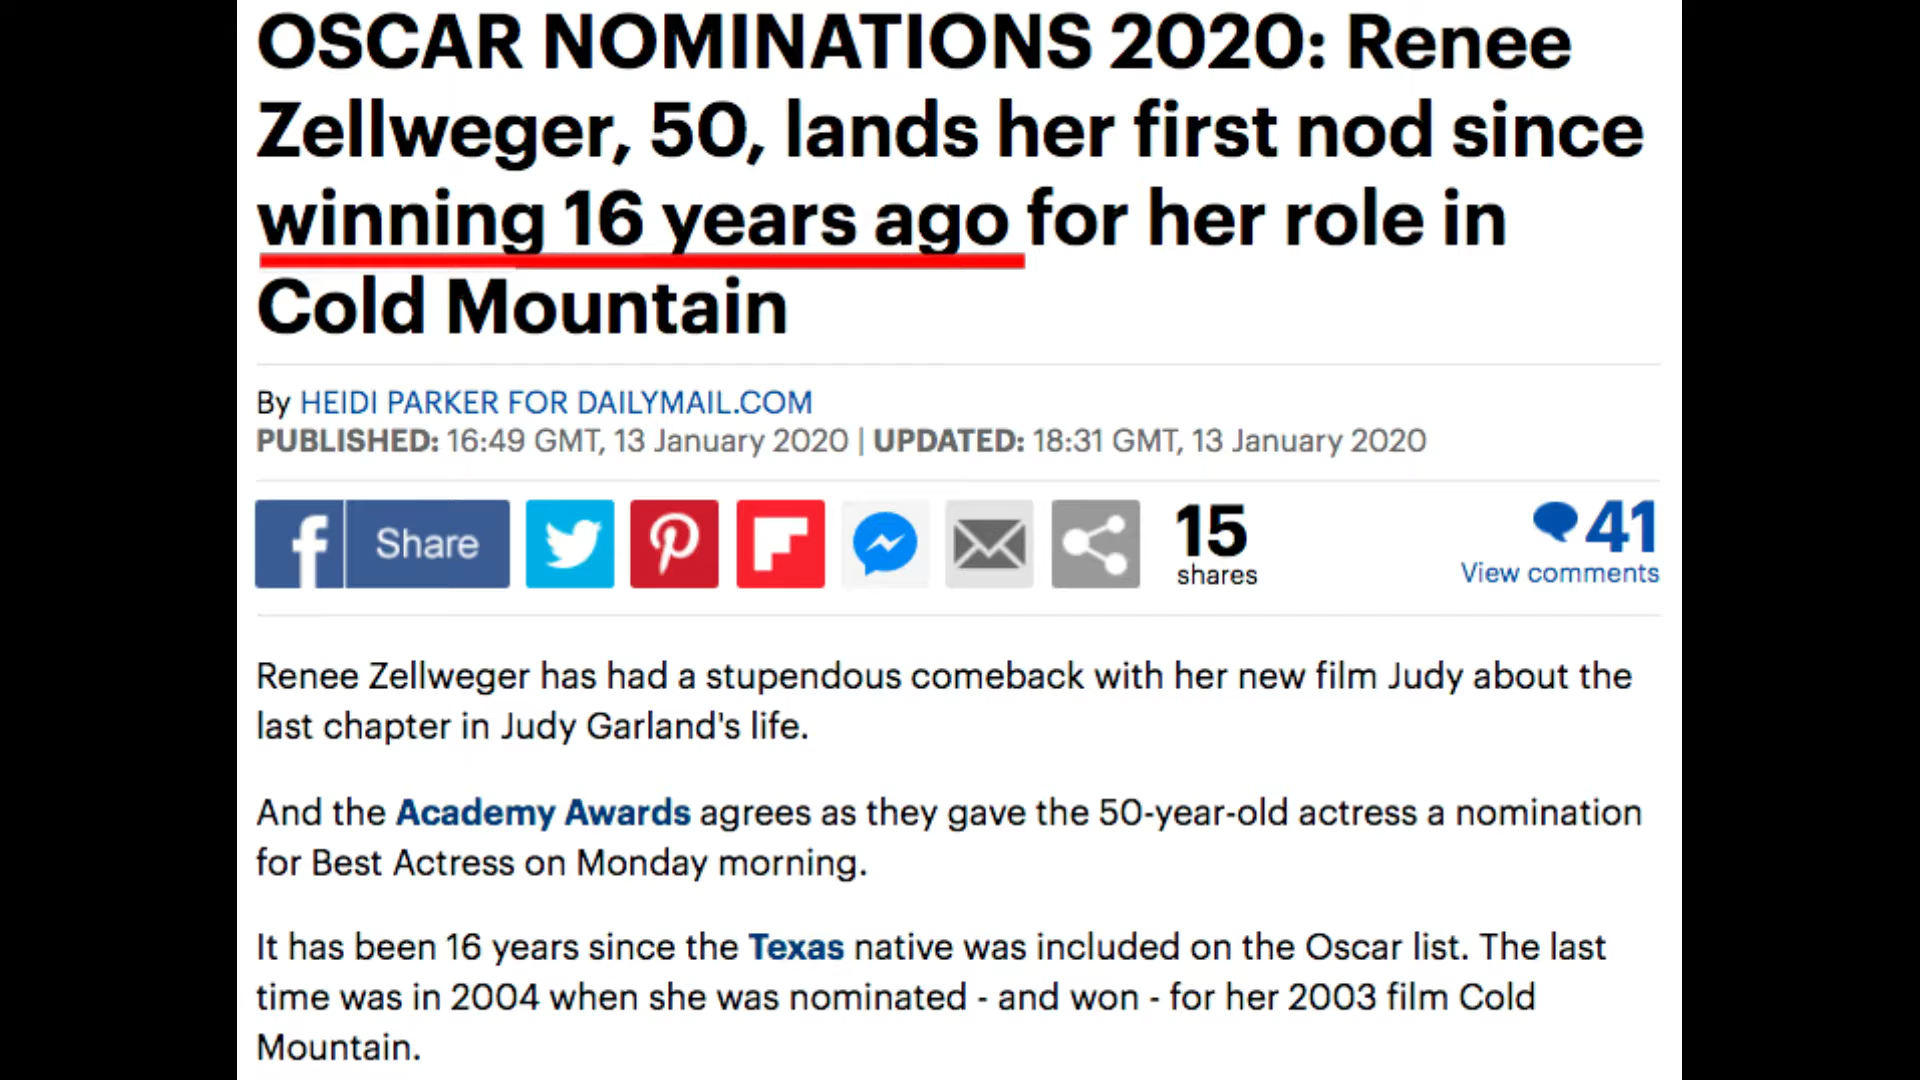 OSCAR NOMINATIONS 2020: Renee
Zellweger, 50, lands her first nod since
winning 16 years ago for her role in
Cold Mountain
By HEIDI PARKER FOR DAILYMAIL.COM
PUBLISHED: 16:49 GMT, 13 January 2020 | UPDATED: 18:31 GMT, 13 January 2020
f Share 15 41
shares View comments
Renee Zellweger has had a stupendous comeback with her new film Judy about the
last chapter in Judy Garland's life.
And the Academy Awards agrees as they gave the 50-year-old actress a nomination
for Best Actress on Monday morning.
It has been 16 years since the Texas native was included on the Oscar list. The last
time was in 2004 when she was nominated - and won - for her 2003 film Cold
Mountain.